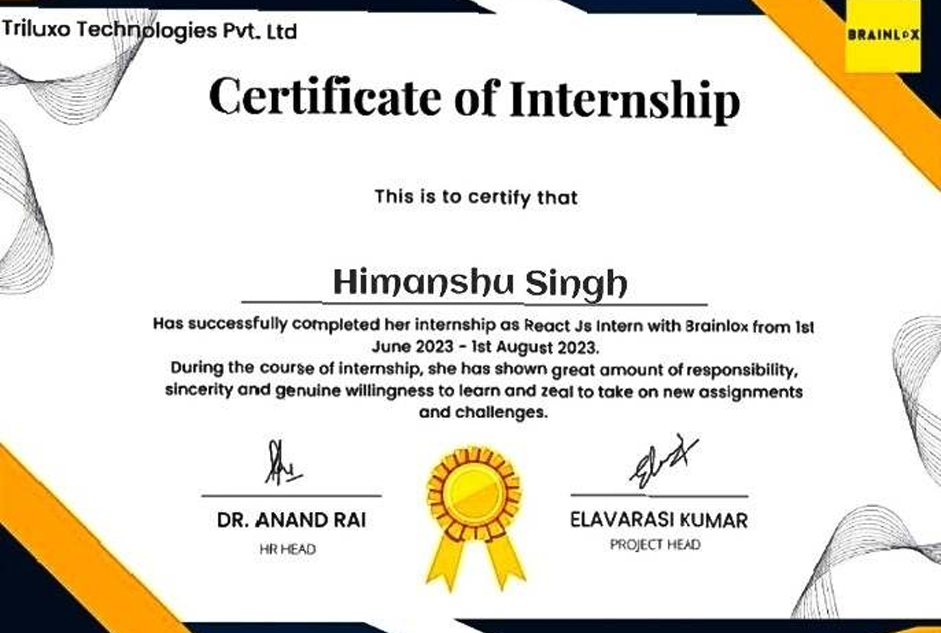 Triluxo Technologies Pvt. Ltd
BRAINLOX
Certificate of Internship
This is to certify that
Himanshu Singh
Has successfully completed her internship as React Js Intern with Brainlox from 1st
June 2023 - 1st August 2023.
During the course of internship, she has shown great amount of responsibility,
sincerity and genuine willingness to learn and zeal to take on new assignments
and challenges.
DR. ANAND RAI
ELAVARASI KUMAR
HR HEAD
PROJECT HEAD